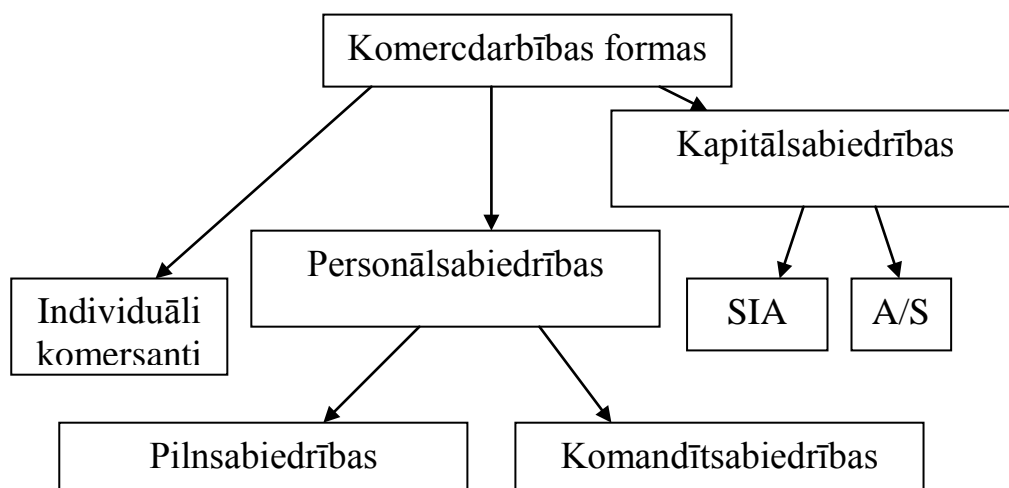 Komercdarbības formas
Kapitālsabiedrības
Personālsabiedrības
Individuāli
komersanti
SIA
A/S
Pilnsabiedrības
Komandītsabiedrības